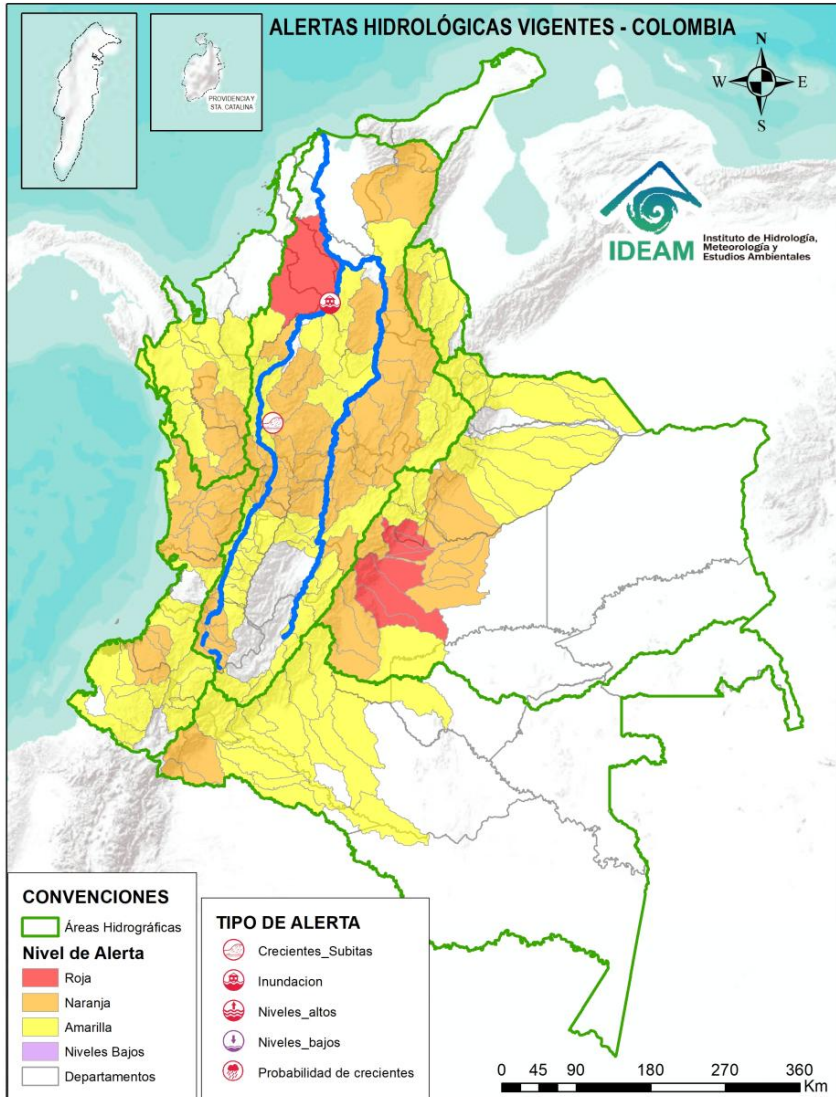 ALERTAS HIDROLÓGICAS VIGENTES - COLOMBIA
PROVIDENCIA Y
STA. CATALINA
N
W
E
S
IDEAM
Instituto de Hidrología,
Meteorología y
Estudios Ambientales
CONVENCIONES
Áreas Hidrográficas
Nivel de Alerta
Roja
Naranja
Amarilla
Niveles Bajos
Departamentos
TIPO DE ALERTA
Crecientes_Subitas
Inundacion
Niveles_altos
Niveles_bajos
Probabilidad de crecientes
0 45 90 180 270 360
Km